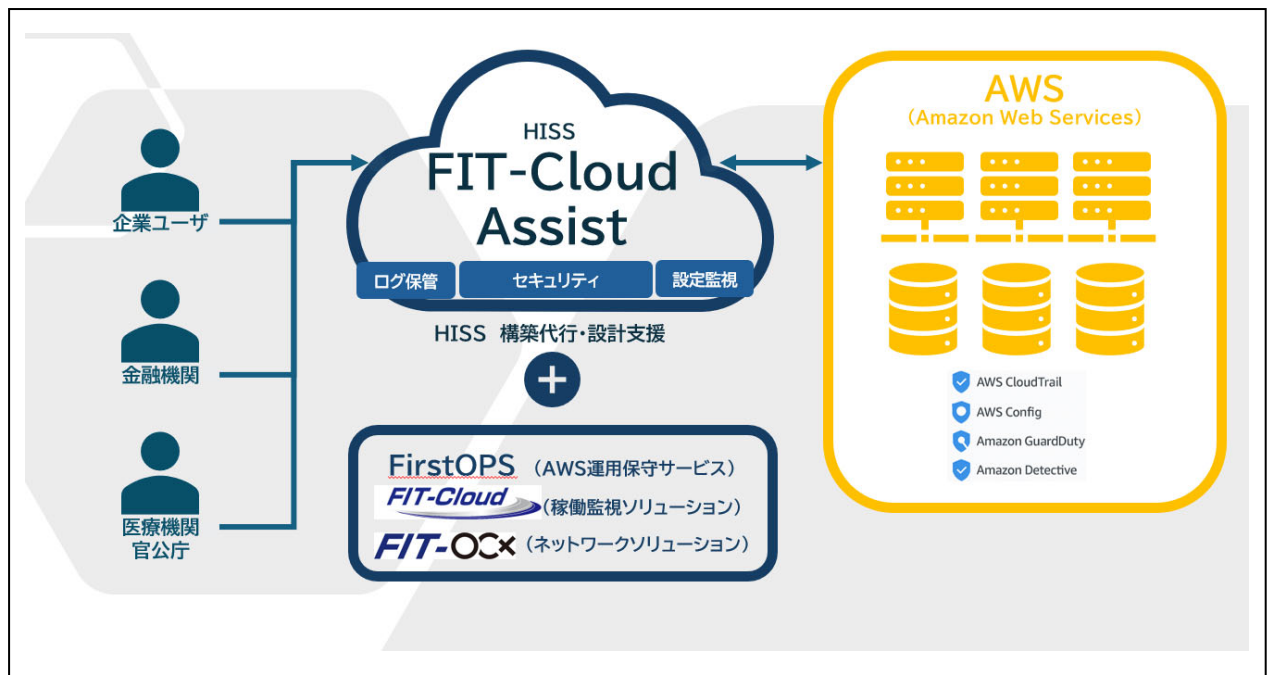 企業ユーザ
金融機関
医療機関
官公庁
HISS
FIT-Cloud
Assist
ログ保管
セキュリティ
設定監視
HISS 構築代行・設計支援
+
FirstOPS (AWS運用保守サービス)
FIT-Cloud (稼働監視ソリューション)
FIT-OCX (ネットワークソリューション)
AWS
(Amazon Web Services)
AWS CloudTrail
AWS Config
Amazon GuardDuty
Amazon Detective